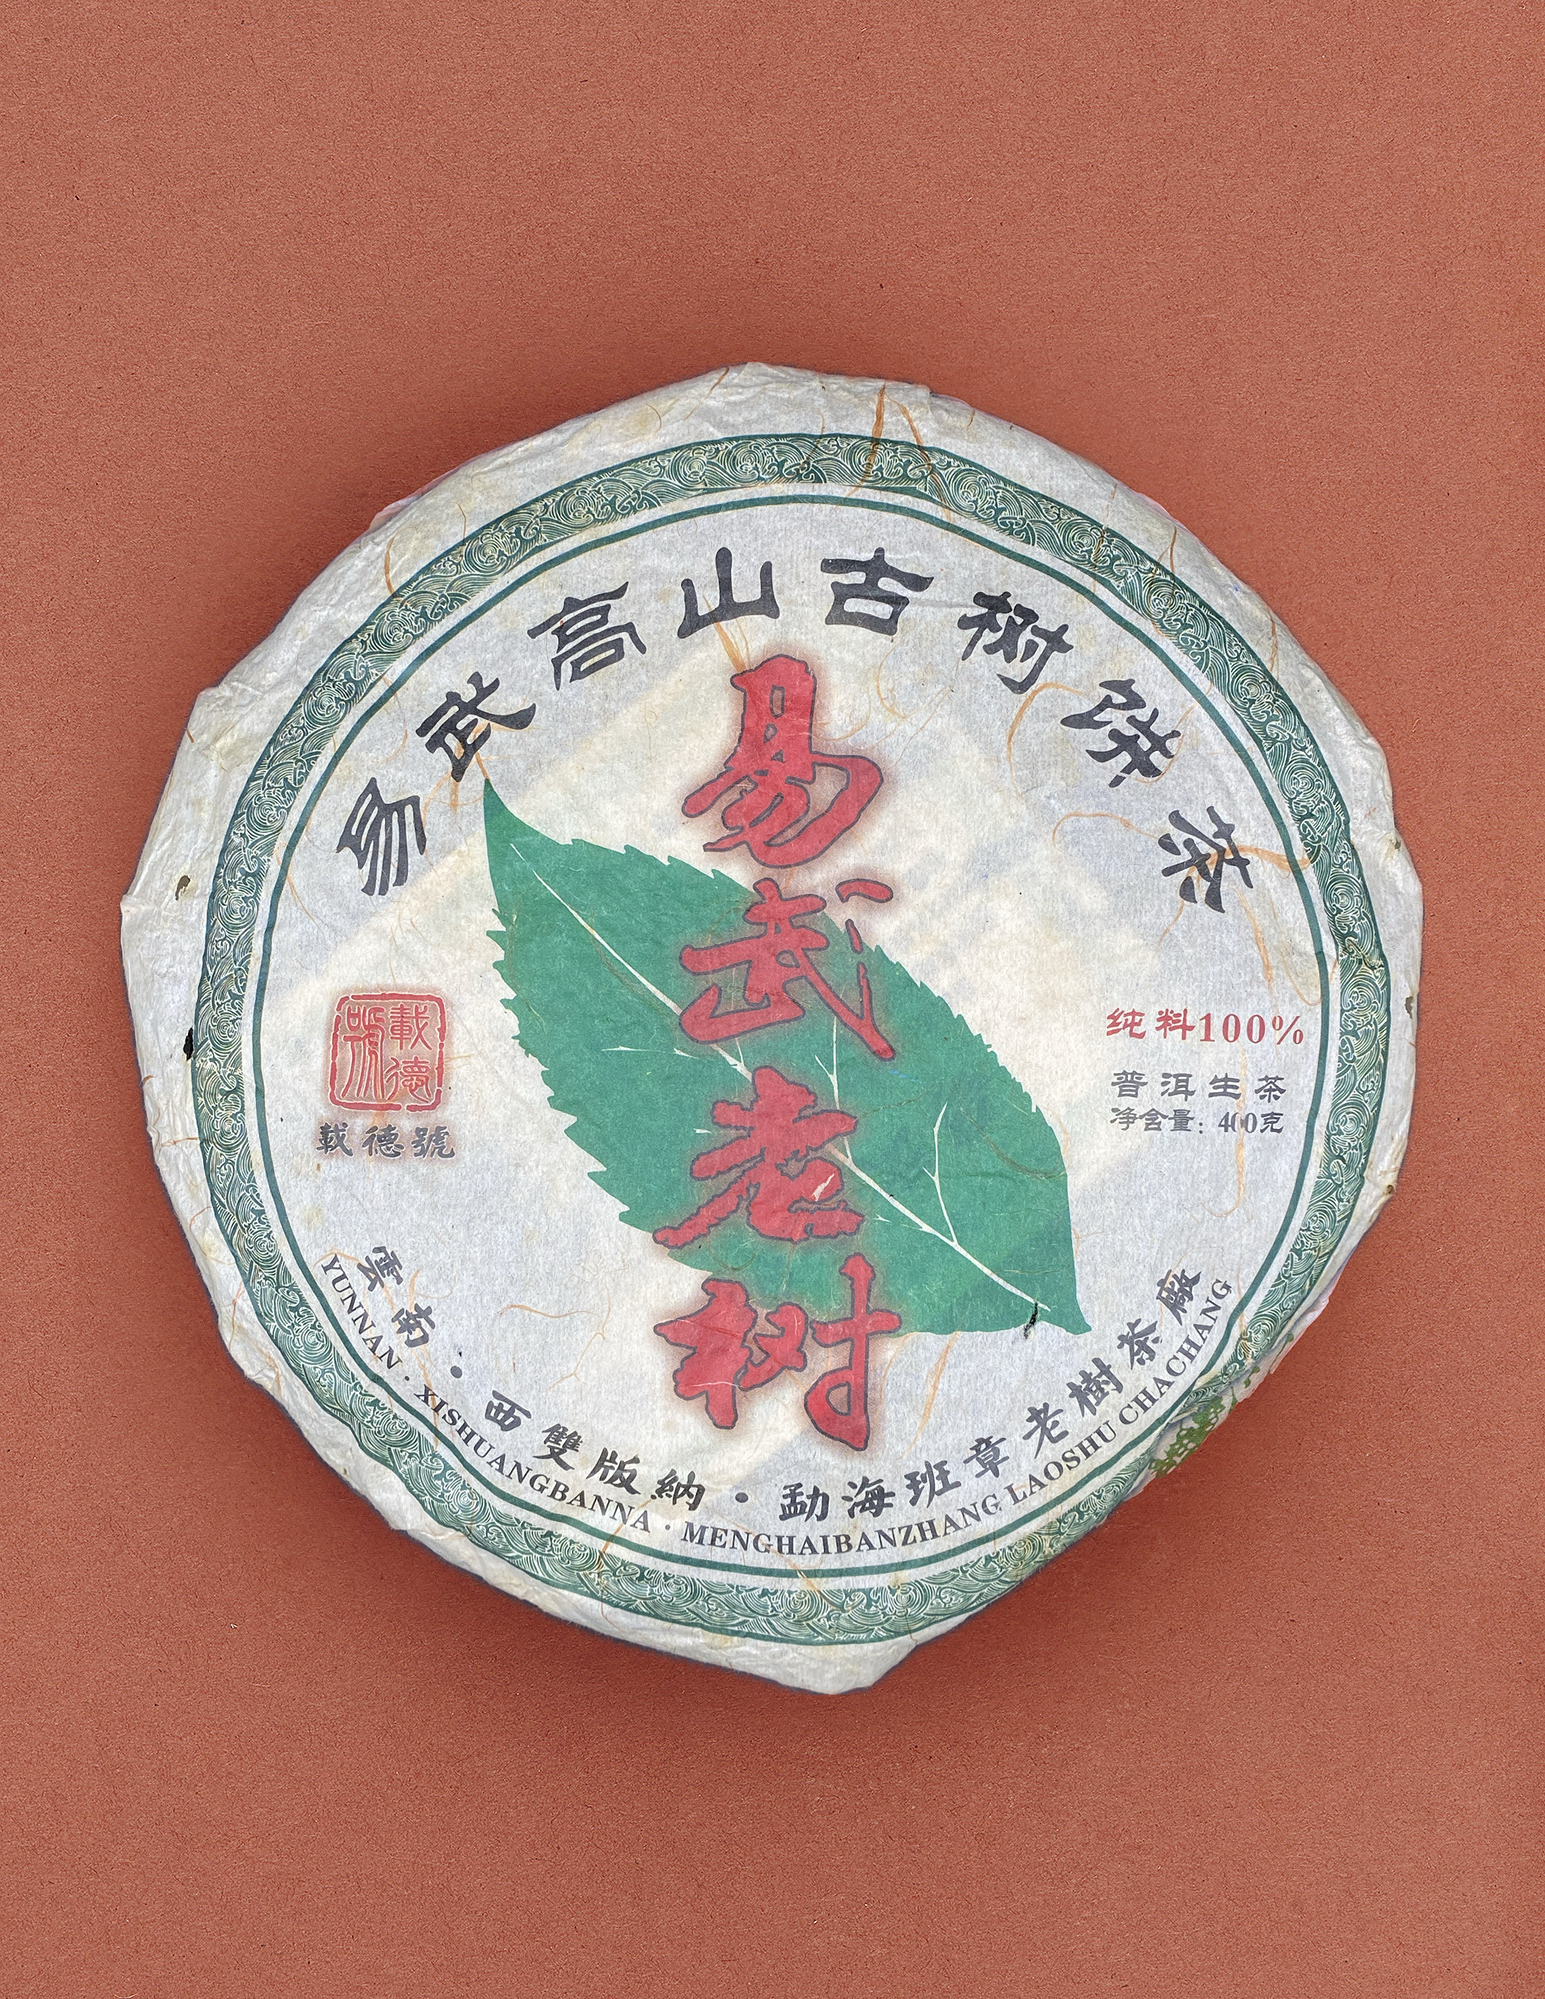 易武高山古树饼茶
易武老树
載德號
載德號
纯料100%
普洱生茶
净含量：400克
雲南·西雙版納·勐海班章老樹茶廠
YUNNAN·XISHUANGBANNA·MENGHAIBANZHANG LAOSHU CHACHANG